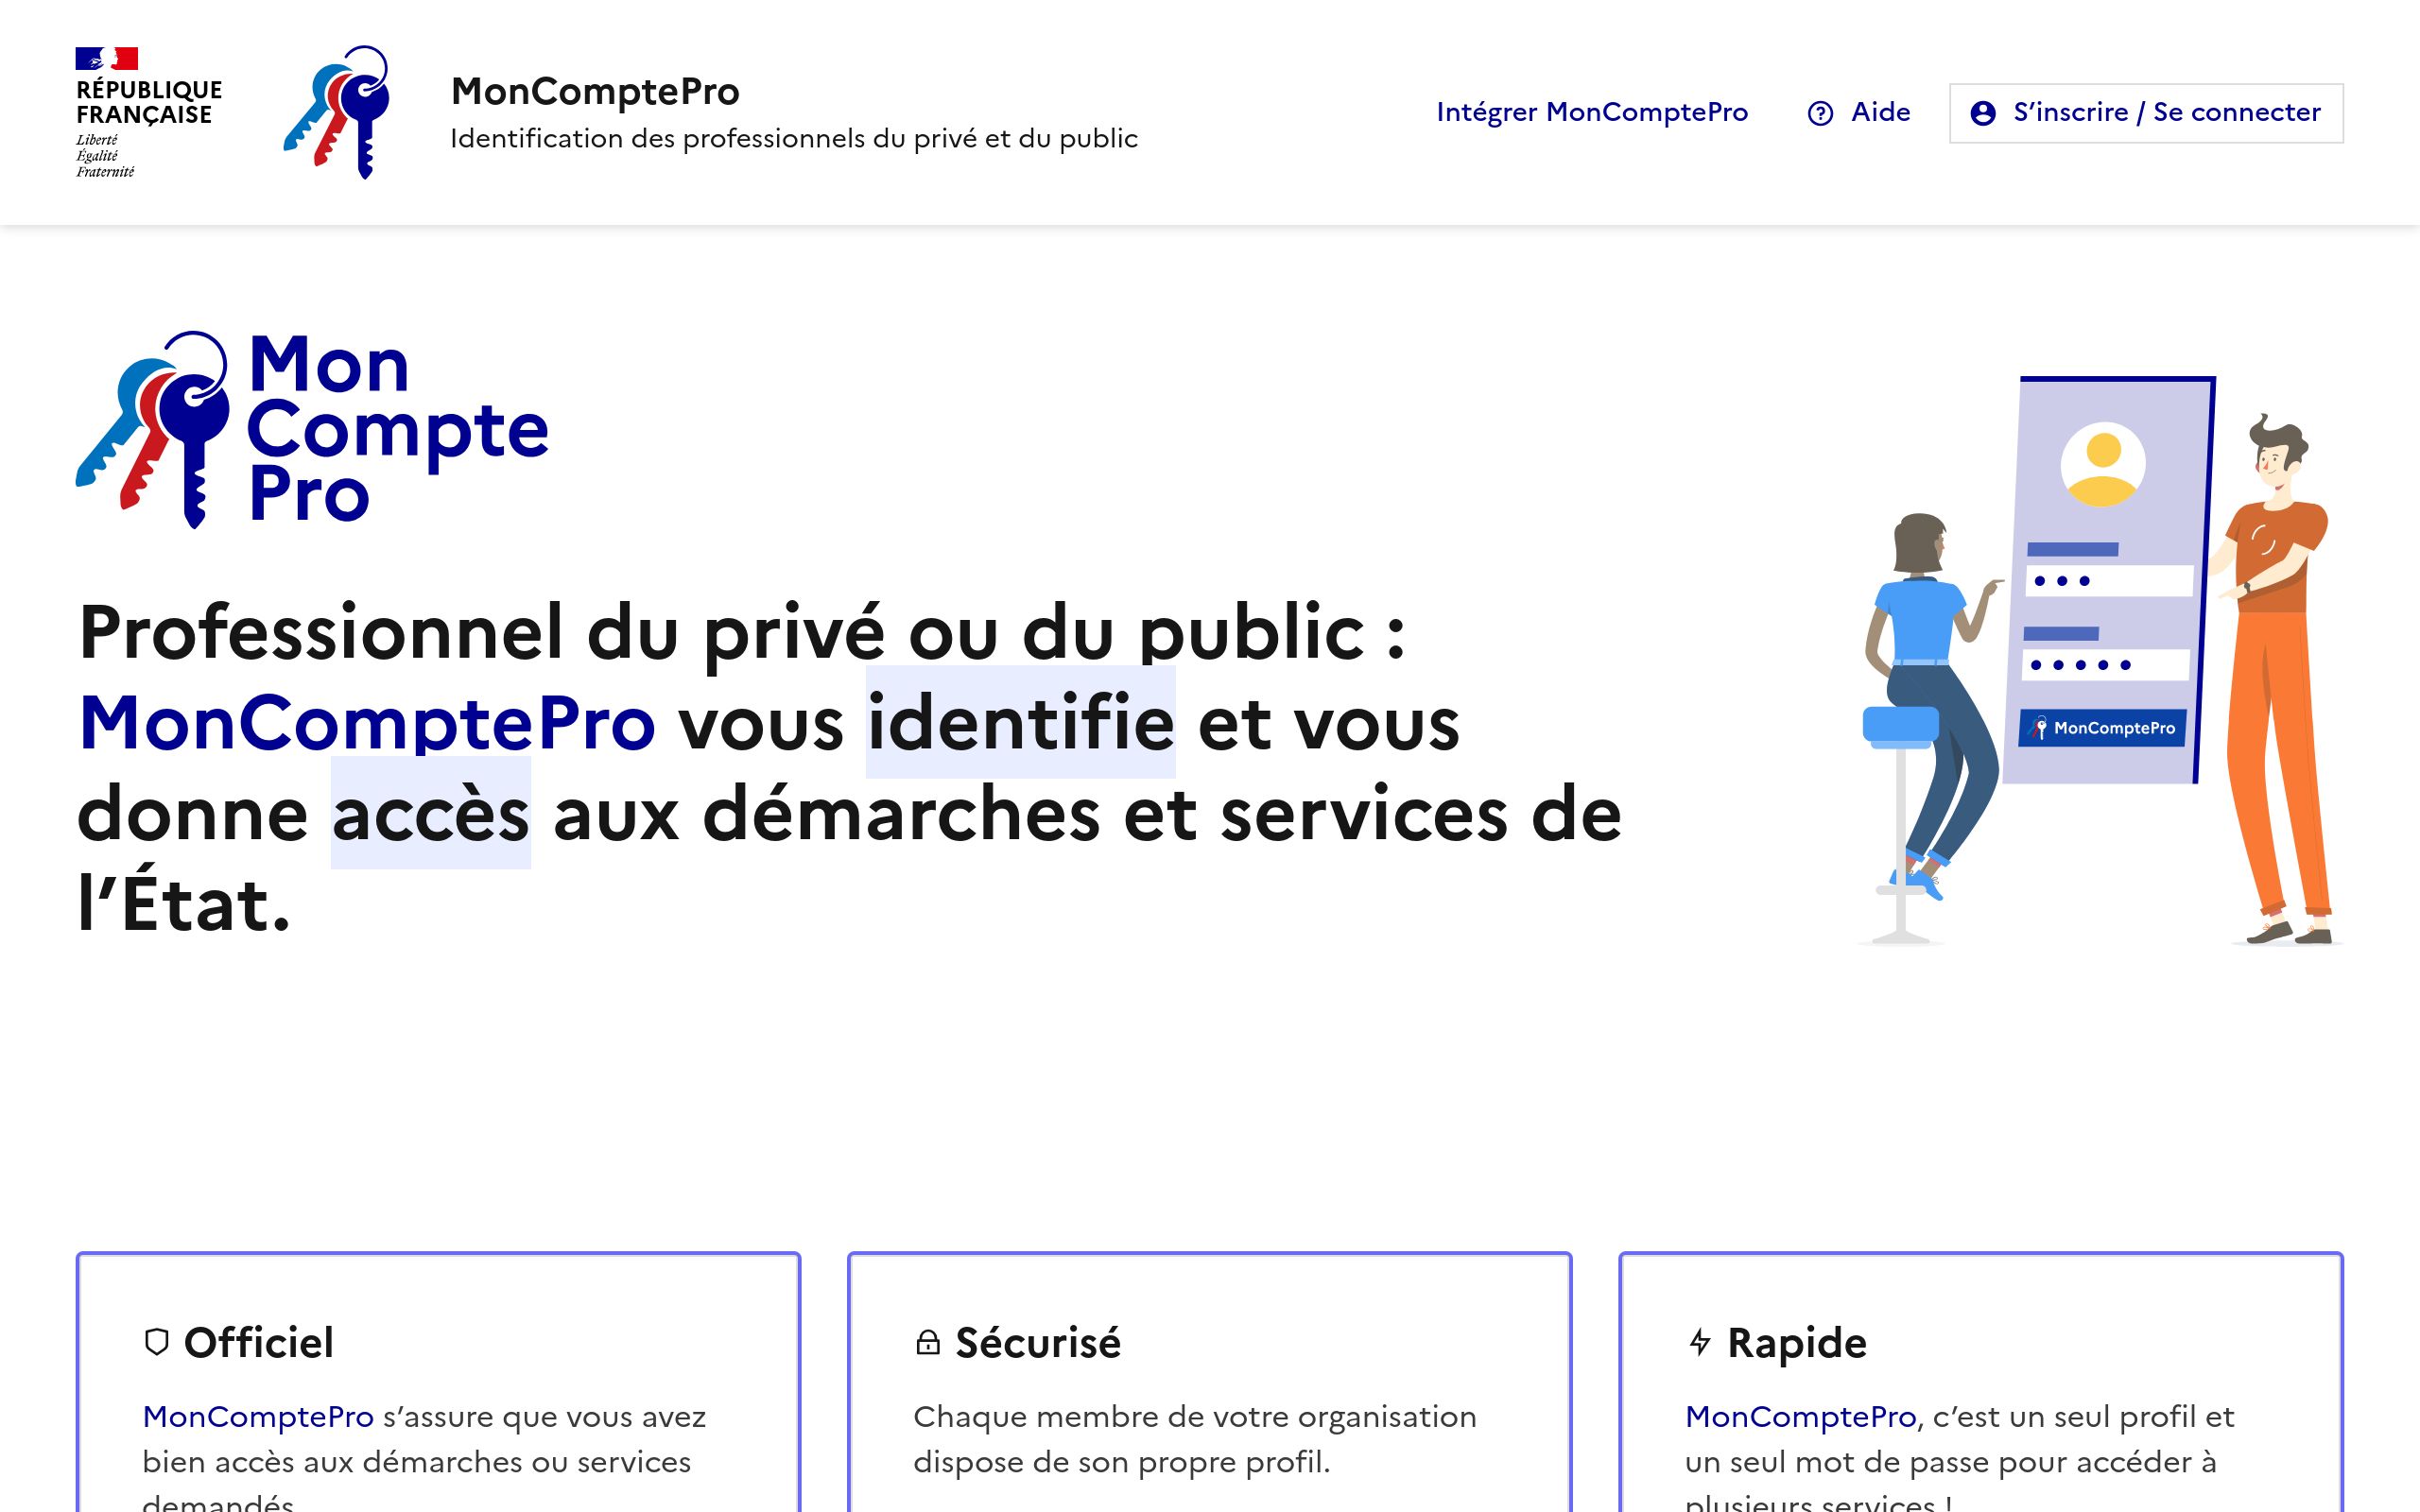 RÉPUBLIQUE
FRANÇAISE
Liberté
Égalité
Fraternité
MonComptePro
Identification des professionnels du privé et du public
Intégrer MonComptePro
Aide
S’inscrire / Se connecter
Mon
Compte
Pro
Professionnel du privé ou du public :
MonComptePro vous identifie et vous
donne accès aux démarches et services de
l’État.
MonComptePro
Officiel
MonComptePro s’assure que vous avez
bien accès aux démarches ou services
demandés.
Sécurisé
Chaque membre de votre organisation
dispose de son propre profil.
Rapide
MonComptePro, c’est un seul profil et
un seul mot de passe pour accéder à
plusieurs services !